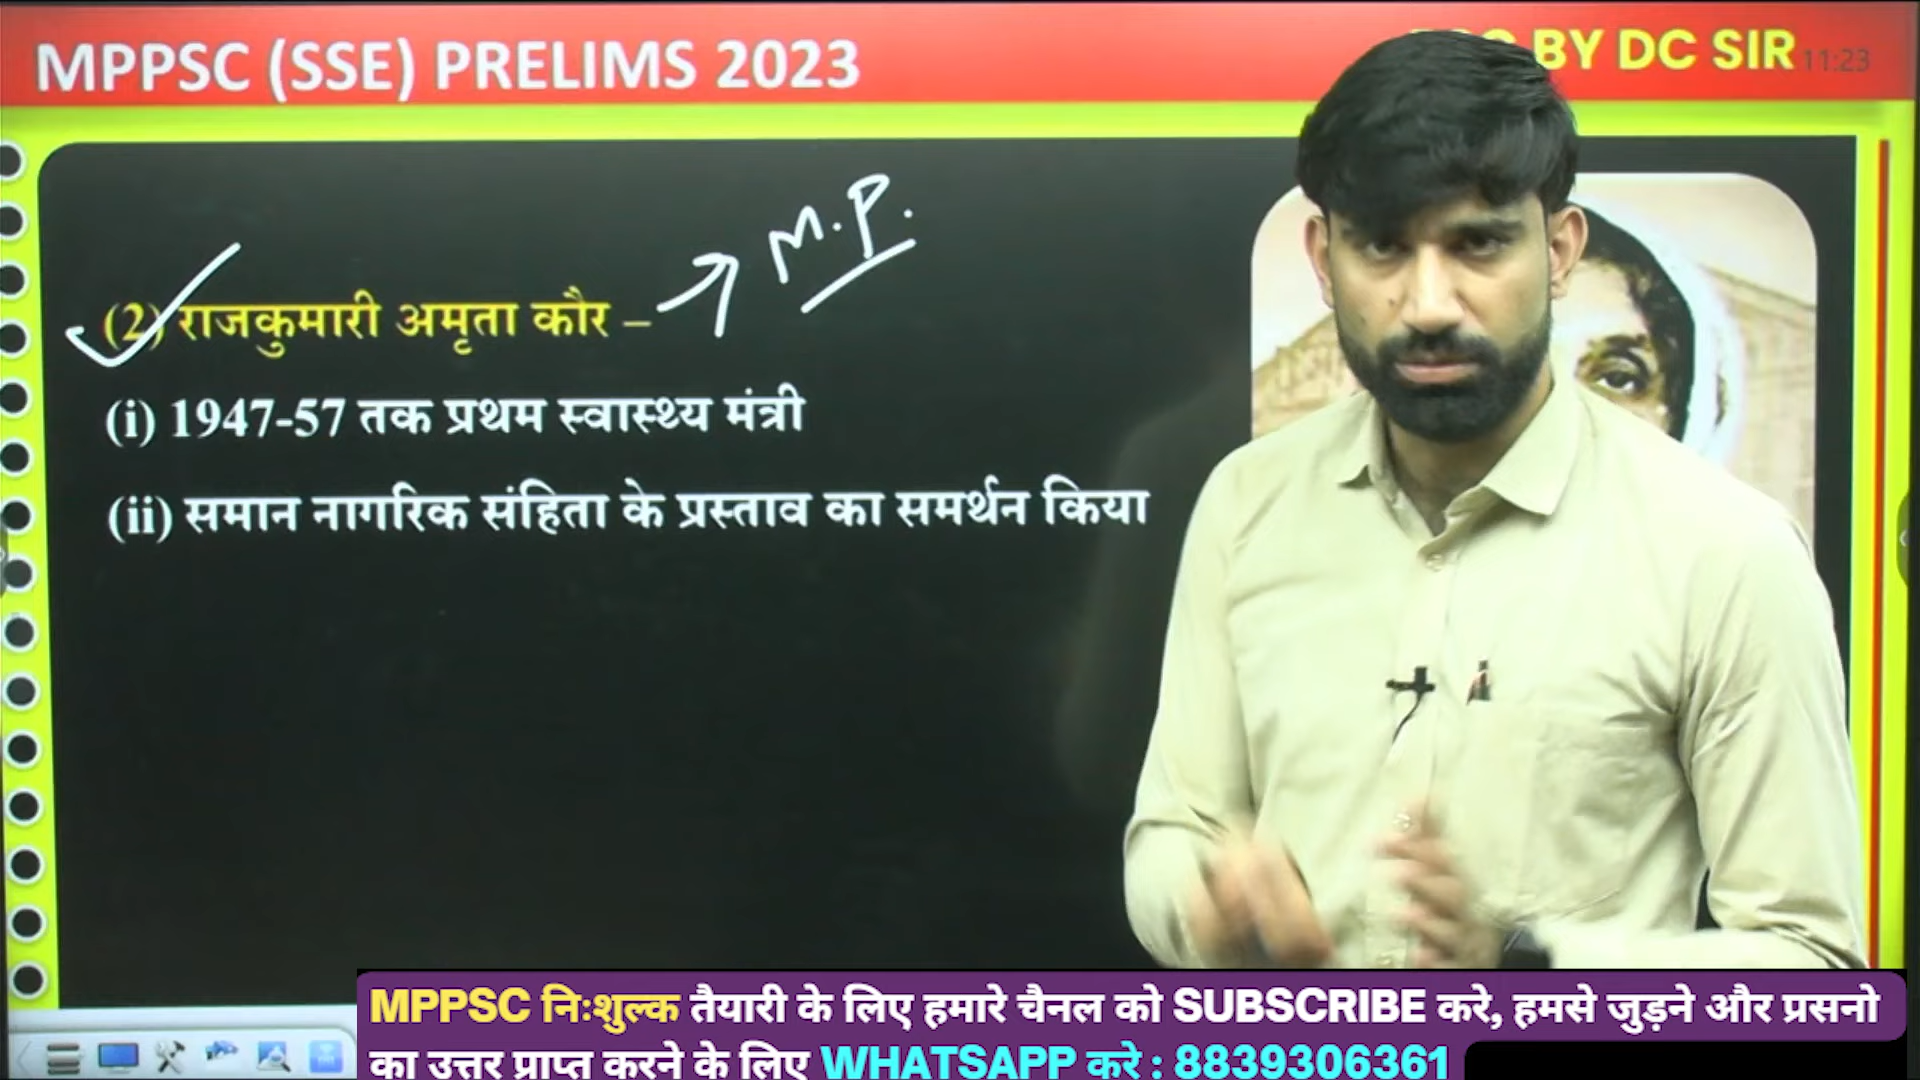 MPPSC (SSE) PRELIMS 2023
BY DC SIR
11:23
M.P.
(2) राजकुमारी अमृता कौर –
(i) 1947-57 तक प्रथम स्वास्थ्य मंत्री
(ii) समान नागरिक संहिता के प्रस्ताव का समर्थन किया
MPPSC निःशुल्क तैयारी के लिए हमारे चैनल को SUBSCRIBE करे, हमसे जुड़ने और प्रसनो
का उत्तर प्राप्त करने के लिए WHATSAPP करे : 8839306361